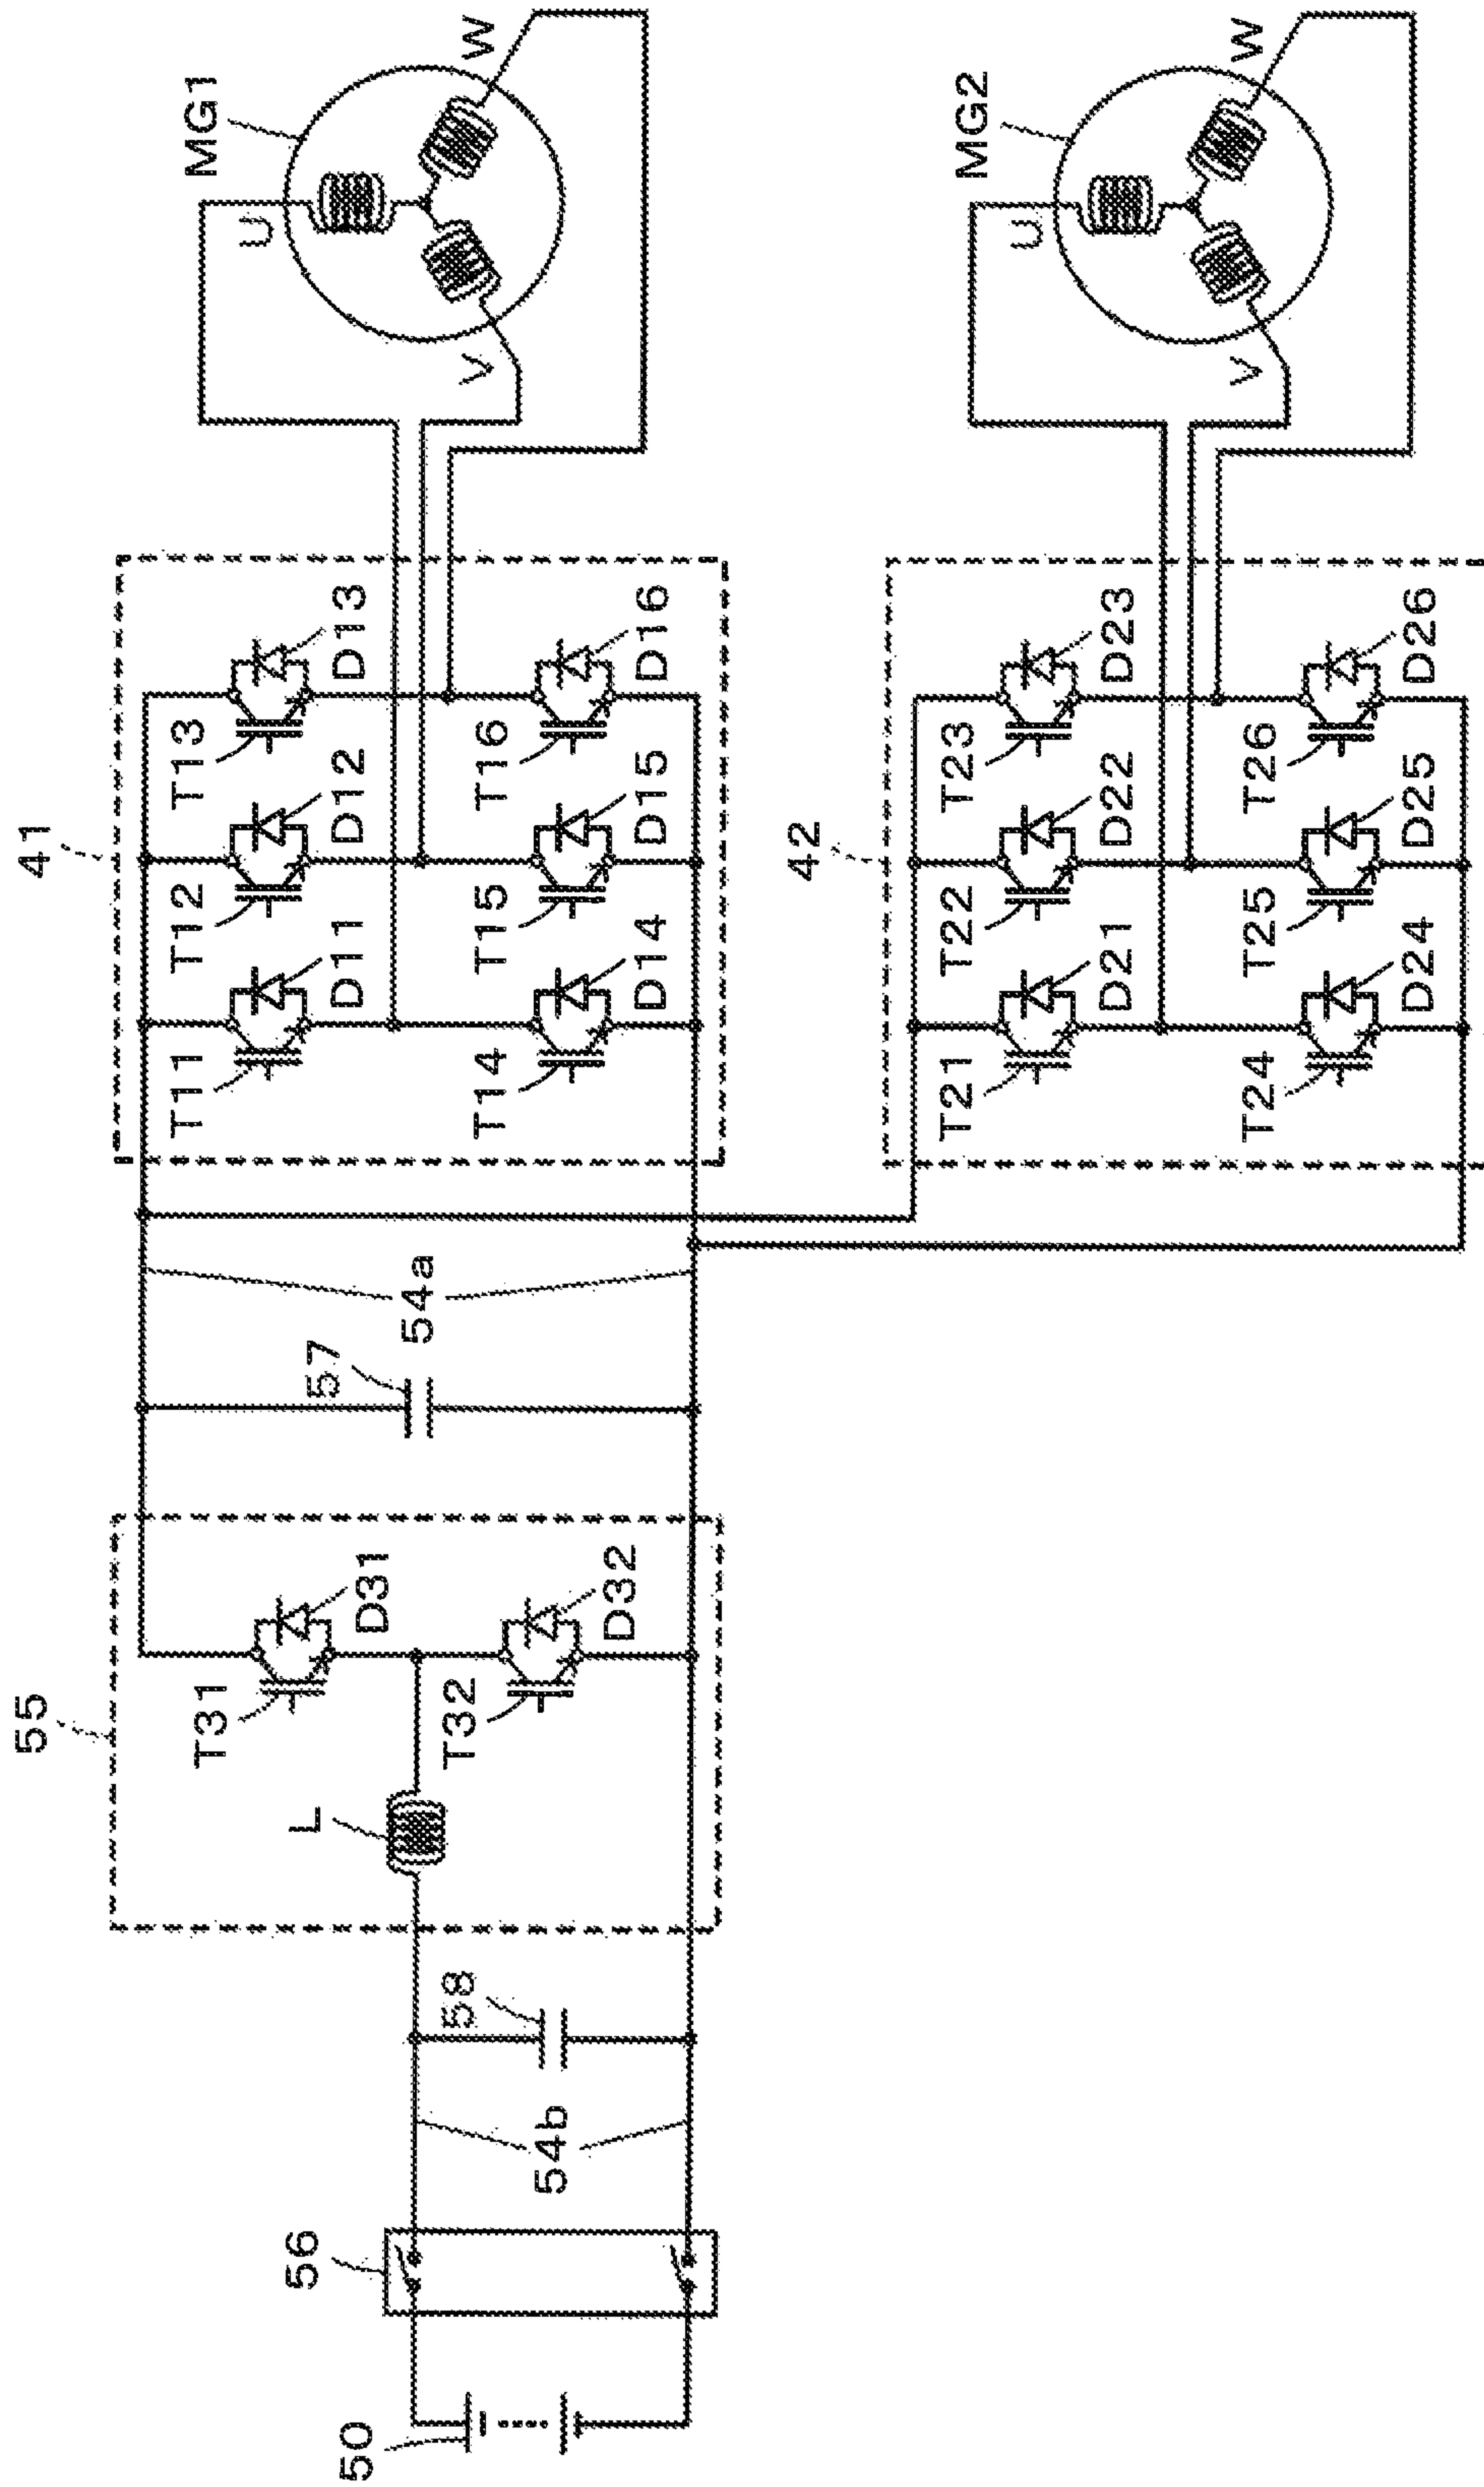 50
56
54b
58
55
L
T31
D31
T32
D32
57
54a
41
T11
D11
T12
D12
T13
D13
T14
D14
T15
D15
T16
D16
MG1
U
V
W
42
T21
D21
T22
D22
T23
D23
T24
D24
T25
D25
T26
D26
MG2
U
V
W